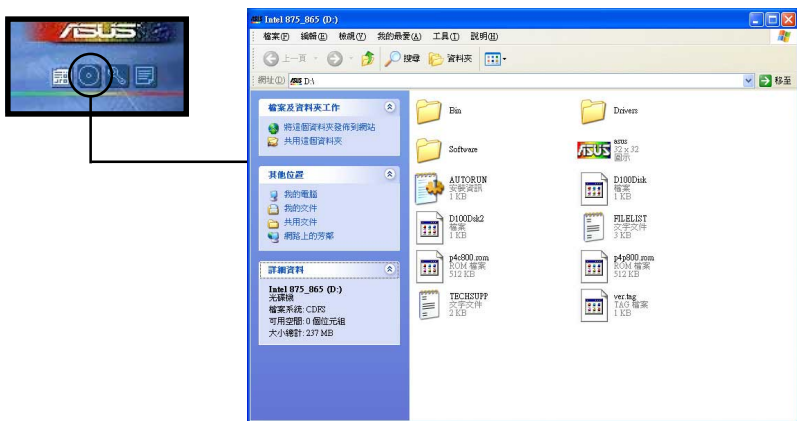 ASUS
Intel 875_865 (D:)
檔案(F) 編輯(E) 檢視(V) 我的最愛(A) 工具(T) 說明(H)
上一頁 搜尋 資料夾
網址(D) D:\ 移至
檔案及資料夾工作
將這個資料夾發佈到網站
共用這個資料夾
其他位置
我的電腦
我的文件
共用文件
網路上的芳鄰
詳細資料
Intel 875_865 (D:)
光碟機
檔案系統: CDFS
可用空間: 0 個位元組
大小總計: 237 MB
Bin
Drivers
Software
ASUS
asus
32 x 32
圖示
AUTORUN
安裝資訊
1 KB
D100Disk
檔案
1 KB
D100Dsk2
檔案
1 KB
FILELIST
文字文件
3 KB
p4c800.rom
ROM 檔案
512 KB
p4p800.rom
ROM 檔案
512 KB
TECHSUPP
文字文件
2 KB
ver.tag
TAG 檔案
1 KB